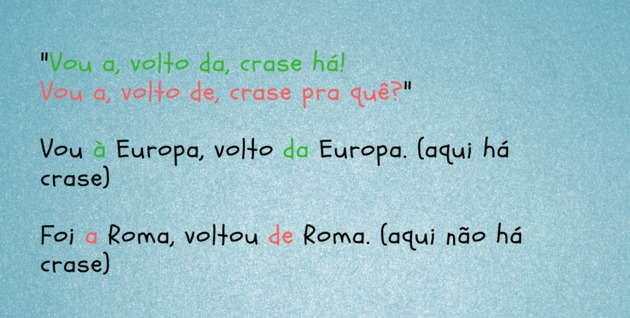 "Vou a, volto da, crase há!
Vou a, volto de, crase pra quê?"
Vou à Europa, volto da Europa. (aqui há
crase)
Foi a Roma, voltou de Roma. (aqui não há
crase)